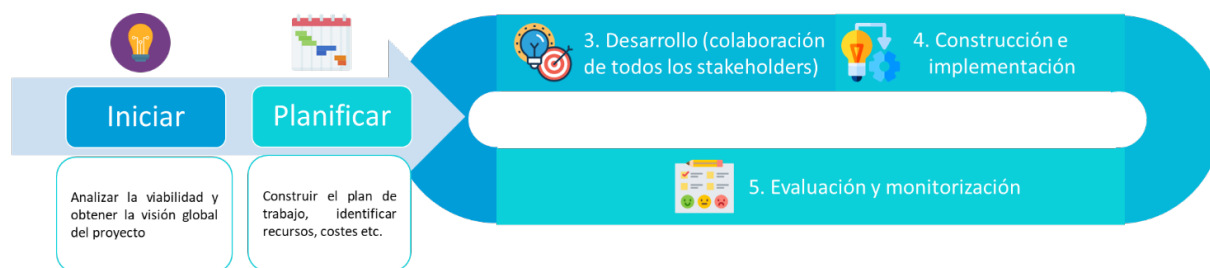 Iniciar
Analizar la viabilidad y
obtener la visión global
del proyecto
Planificar
Construir el plan de
trabajo, identificar
recursos, costes etc.
3. Desarrollo (colaboración
de todos los stakeholders)
4. Construcción e
implementación
5. Evaluación y monitorización